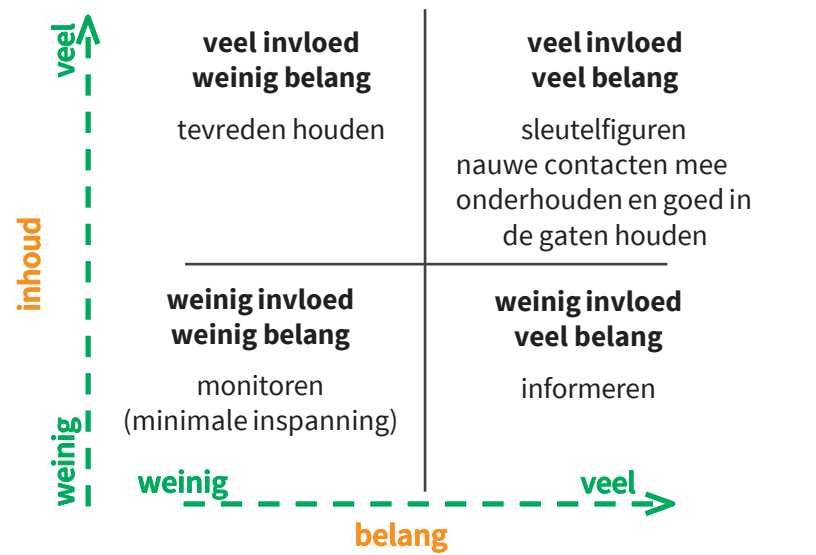 veel
veel invloed
weinig belang
tevreden houden
veel invloed
veel belang
sleutelfiguren
nauwe contacten mee
onderhouden en goed in
de gaten houden
inhoud
weinig invloed
weinig belang
monitoren
(minimale inspanning)
weinig invloed
veel belang
informeren
weinig
weinig
veel
belang